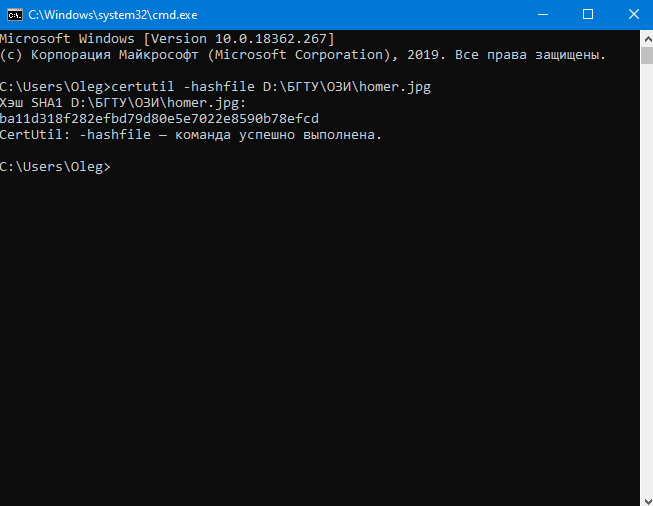 C:\Windows\system32\cmd.exe
Microsoft Windows [Version 10.0.18362.267]
(c) Корпорация Майкрософт (Microsoft Corporation), 2019. Все права защищены.
C:\Users\Oleg>certutil -hashfile D:\БГТУ\ОЗИ\homer.jpg
Хэш SHA1 D:\БГТУ\ОЗИ\homer.jpg:
ba11d318f282efbd79d80e5e7022e8590b78efcd
CertUtil: -hashfile — команда успешно выполнена.
C:\Users\Oleg>